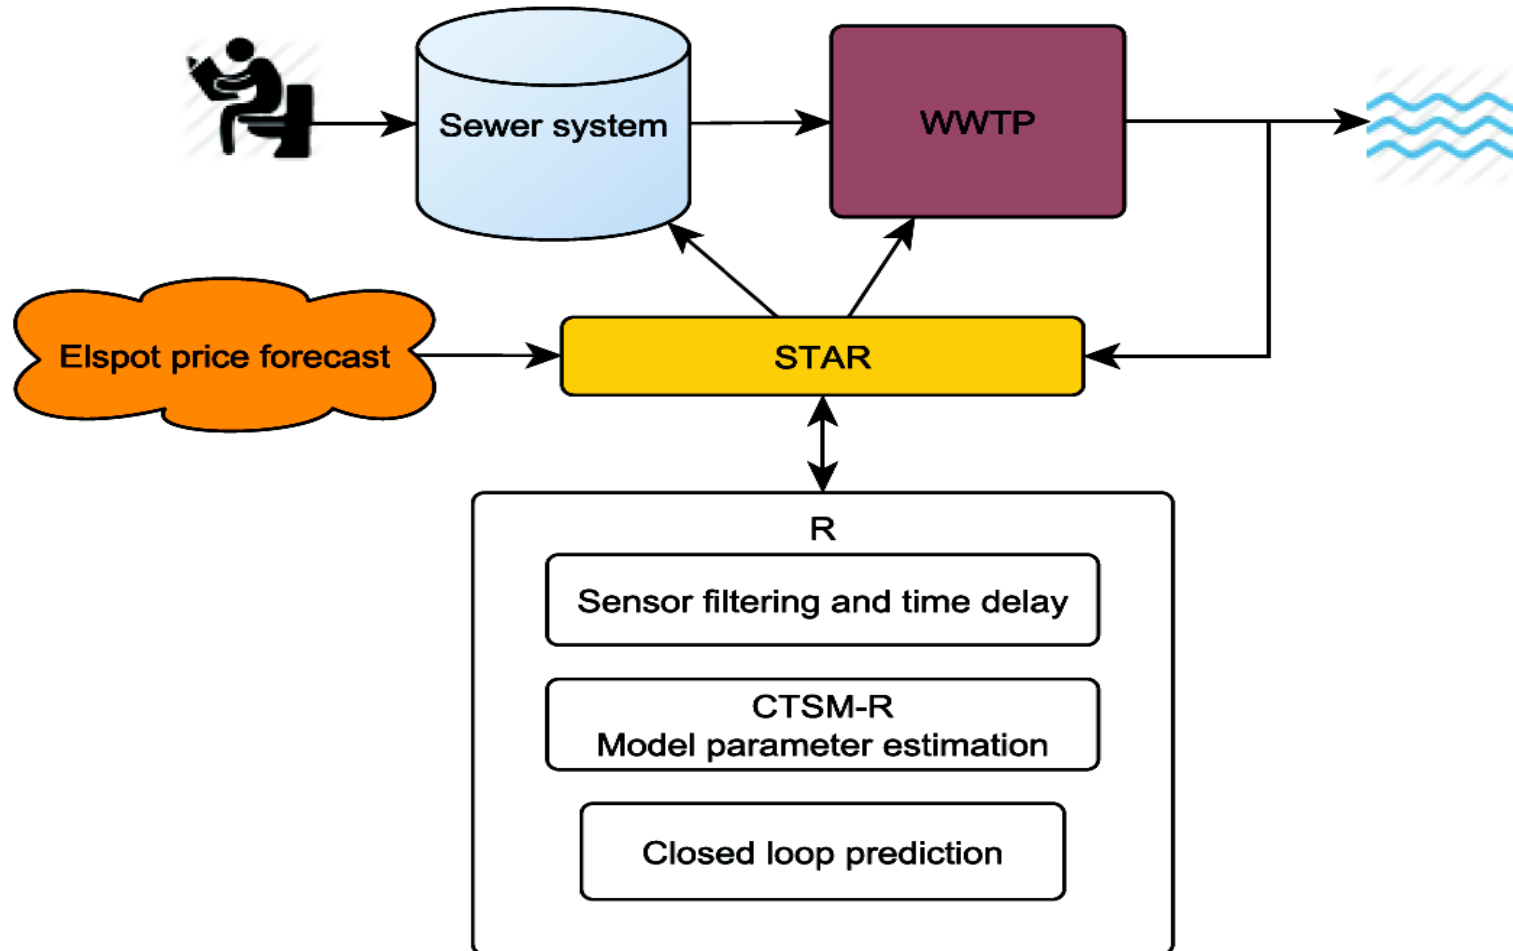 Sewer system
WWTP
Elspot price forecast
STAR
R
Sensor filtering and time delay
CTSM-R
Model parameter estimation
Closed loop prediction